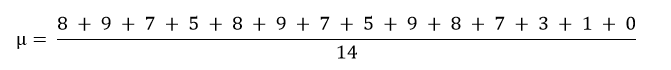 μ = 8 + 9 + 7 + 5 + 8 + 9 + 7 + 5 + 9 + 8 + 7 + 3 + 1 + 0
14